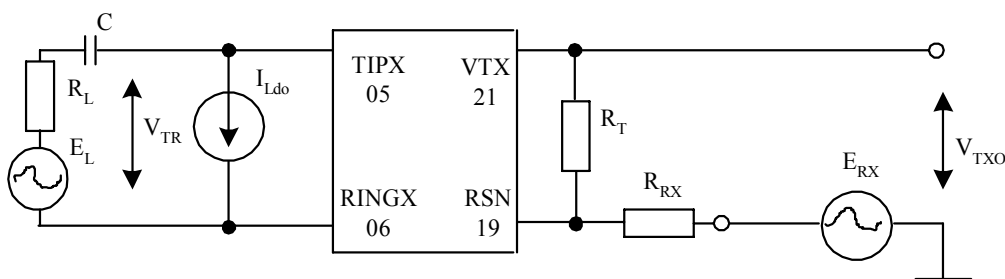 C
R_L
E_L
V_TR
I_Ldo
TIPX
05
VTX
21
RINGX
06
RSN
19
R_T
R_RX
E_RX
V_TXO